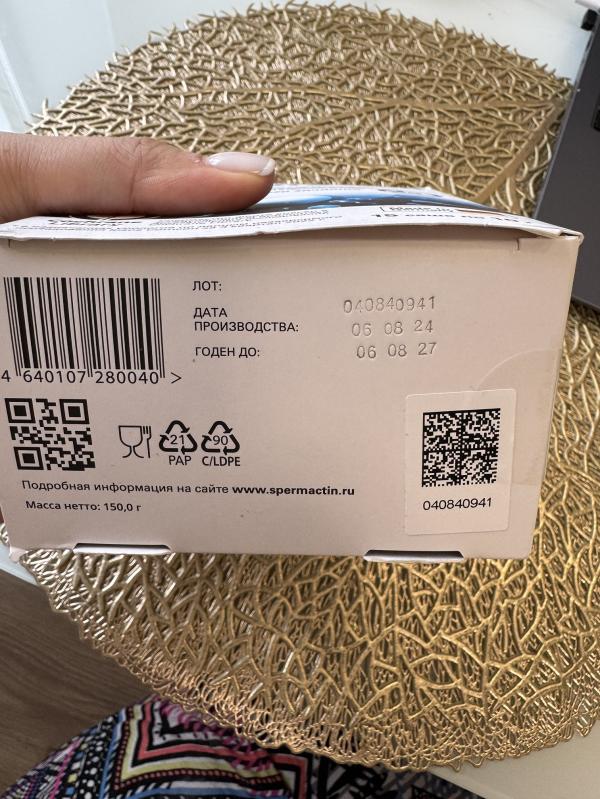 ЛОТ: 040840941
ДАТА
ПРОИЗВОДСТВА: 06 08 24
ГОДЕН ДО: 06 08 27
4 640107 280040 >
21
PAP
90
C/LDPE
040840941
Подробная информация на сайте www.spermactin.ru
Масса нетто: 150,0 г